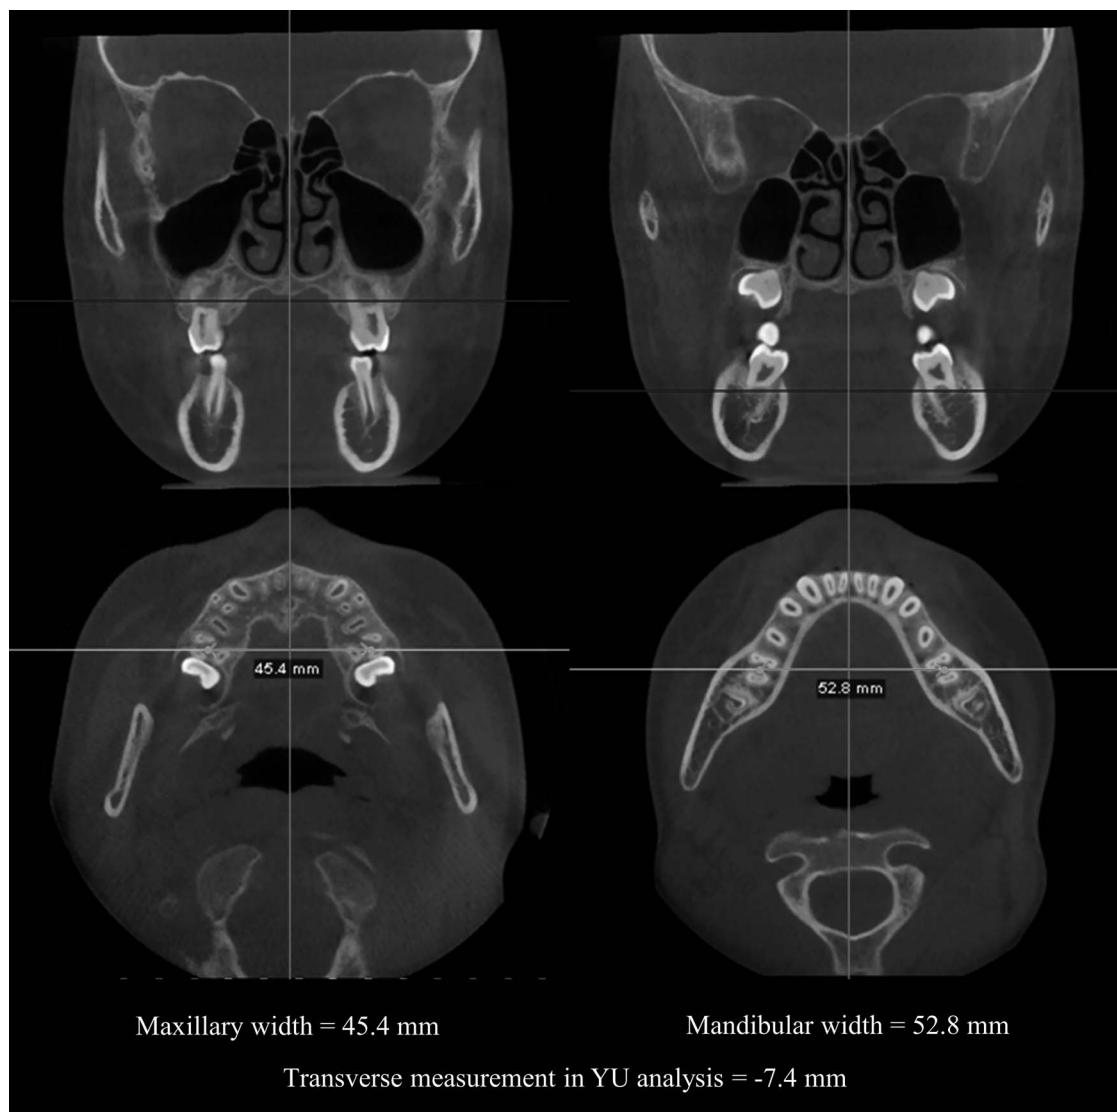 45.4 mm
52.8 mm
Maxillary width = 45.4 mm
Mandibular width = 52.8 mm
Transverse measurement in YU analysis = -7.4 mm